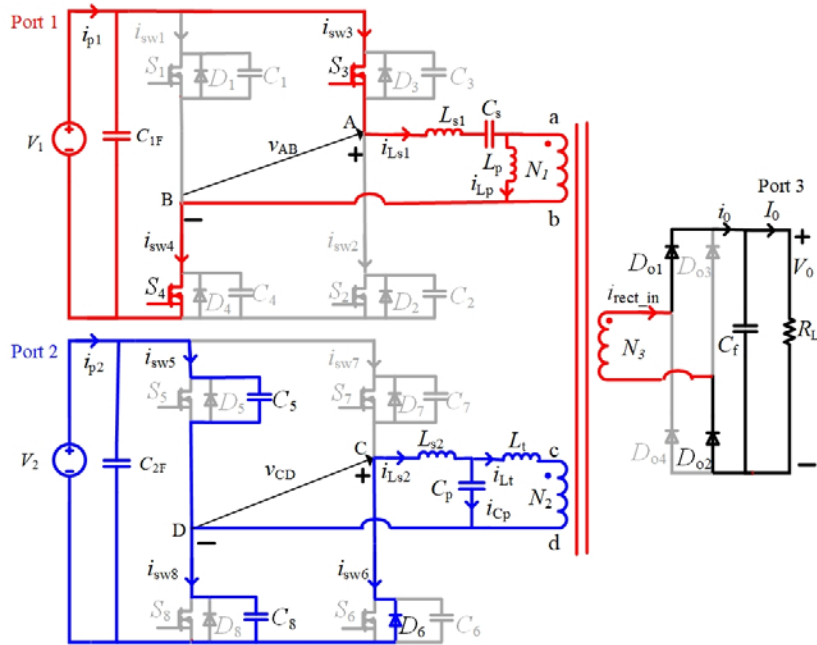 Port 1
i_p1
i_sw1
i_sw3
S_1
D_1
C_1
S_3
D_3
C_3
V_1
C_1F
A
L_s1
C_s
a
v_AB
+
i_Ls1
L_p
N_1
i_Lp
B
−
b
i_sw4
i_sw2
S_4
D_4
C_4
S_2
D_2
C_2
Port 3
i_0
I_0
+
D_o1
D_o3
V_0
i_rect_in
N_3
C_f
R_L
D_o4
D_o2
−
Port 2
i_p2
i_sw5
i_sw7
S_5
D_5
C_5
S_7
D_7
C_7
V_2
C_2F
C
L_s2
L_t
c
v_CD
+
i_Ls2
i_Lt
C_p
N_2
i_Cp
D
−
d
i_sw8
i_sw6
S_8
D_8
C_8
S_6
D_6
C_6